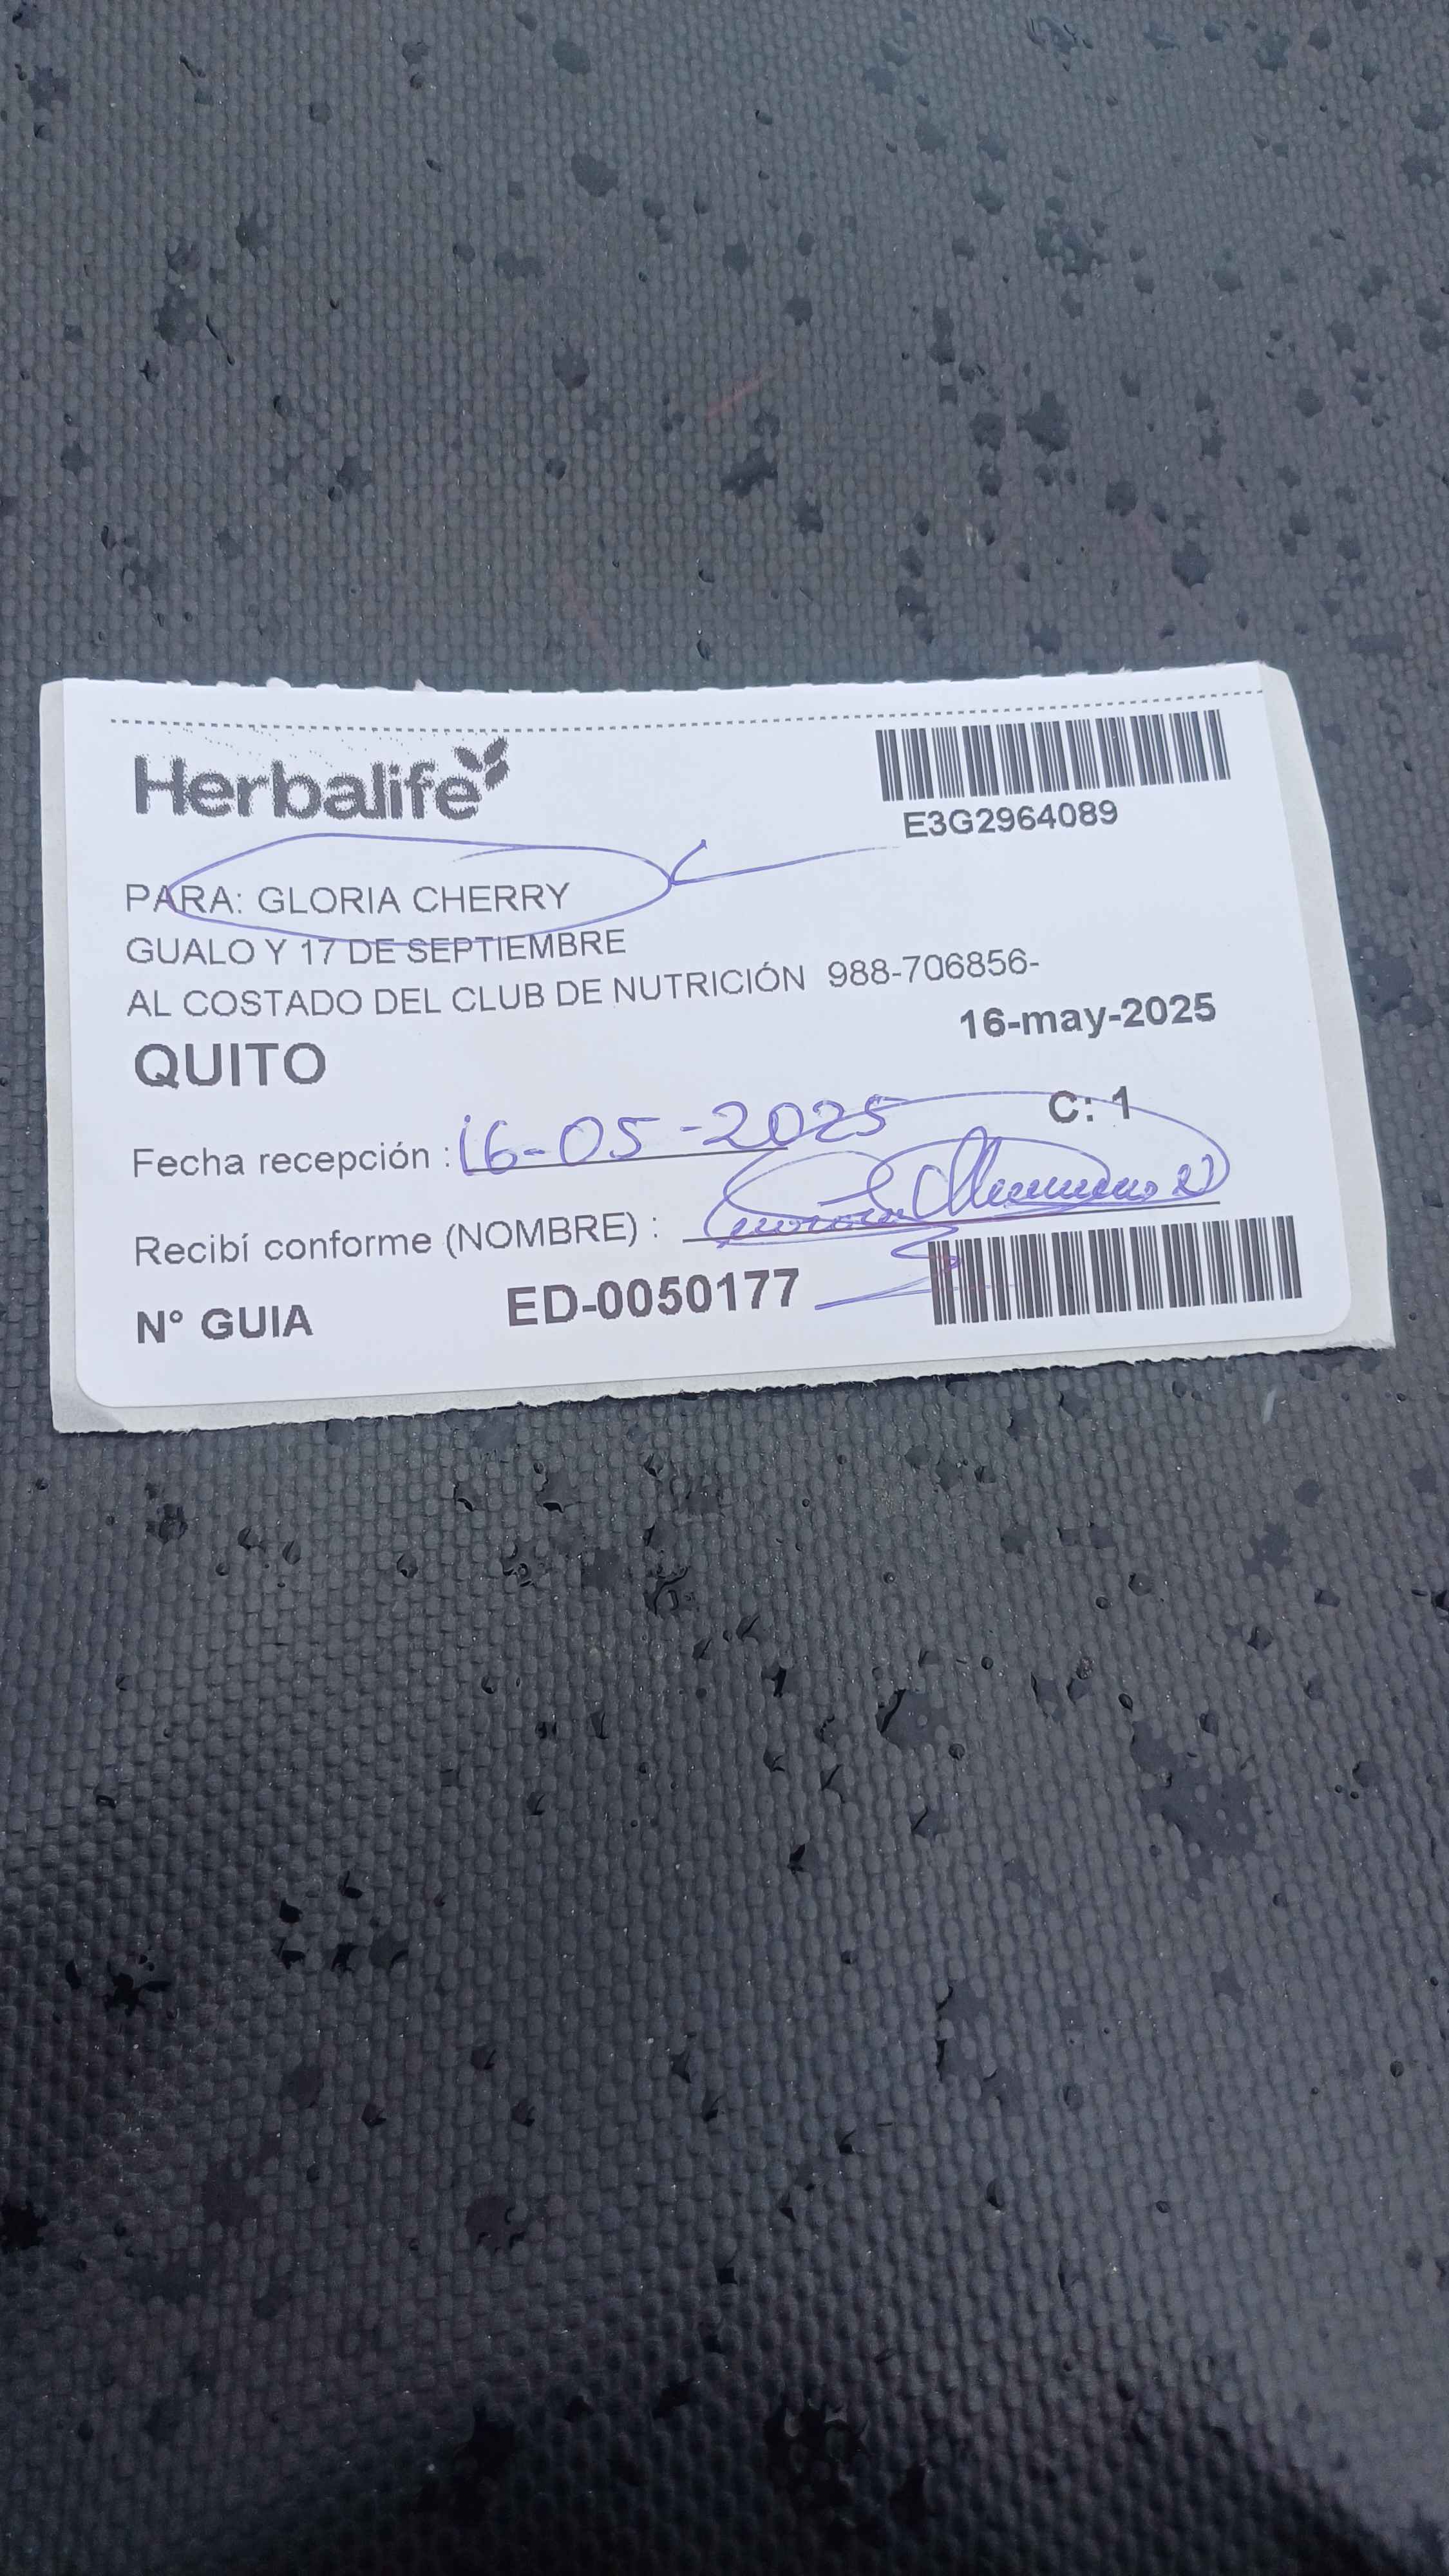 Herbalife
E3G2964089
PARA: GLORIA CHERRY
GUALO Y 17 DE SEPTIEMBRE
AL COSTADO DEL CLUB DE NUTRICIÓN 988-706856-
16-may-2025
QUITO
C: 1
Fecha recepción : 16-05-2025
Recibí conforme (NOMBRE) :
N° GUIA ED-0050177